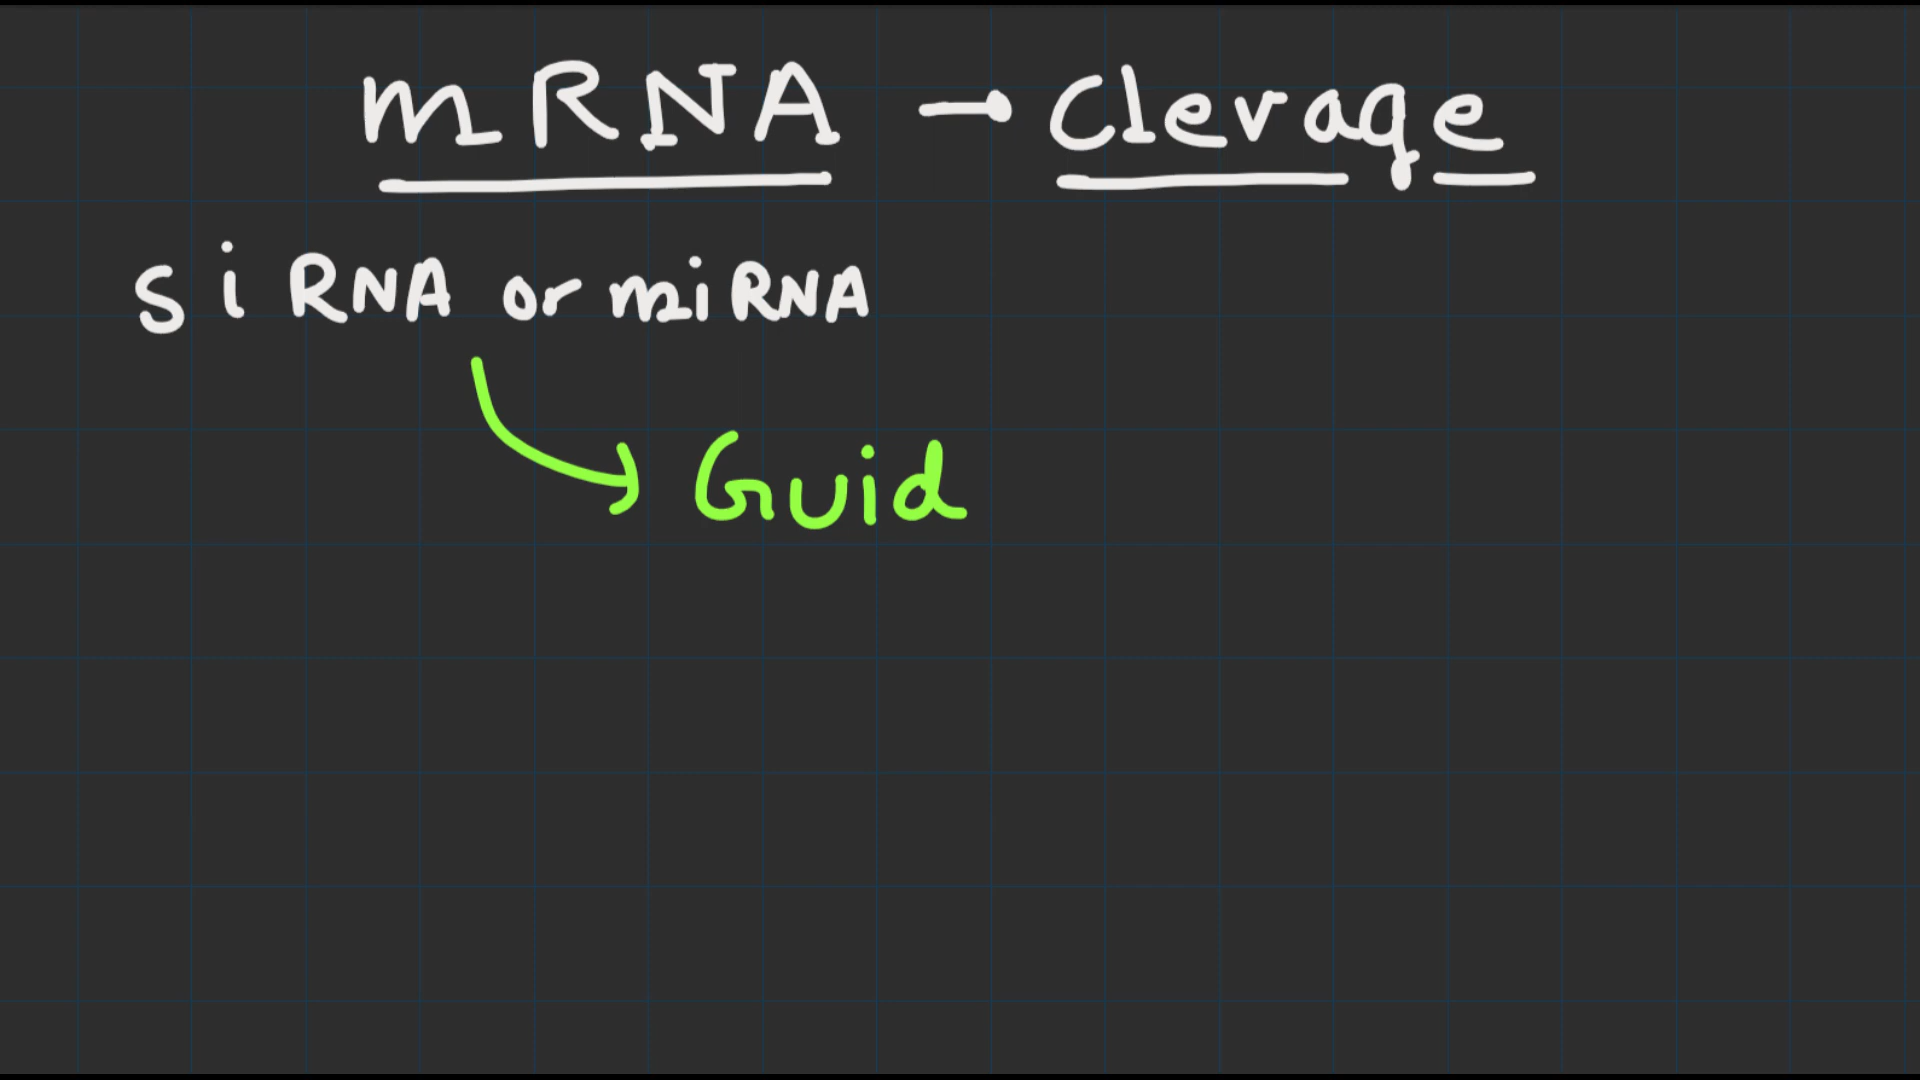 mRNA → Clevage
siRNA or miRNA
Guid